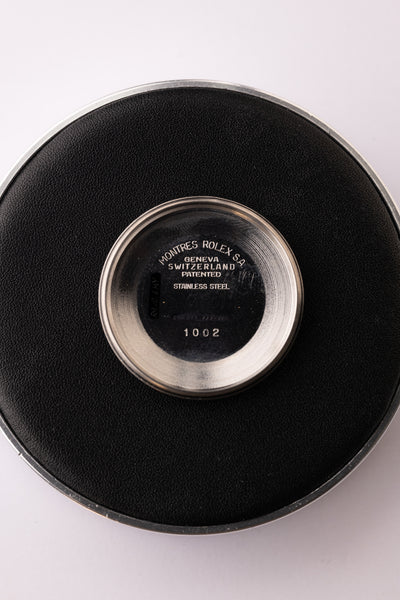 MONTRES ROLEX S.A
GENEVA
SWITZERLAND
PATENTED
STAINLESS STEEL
1002